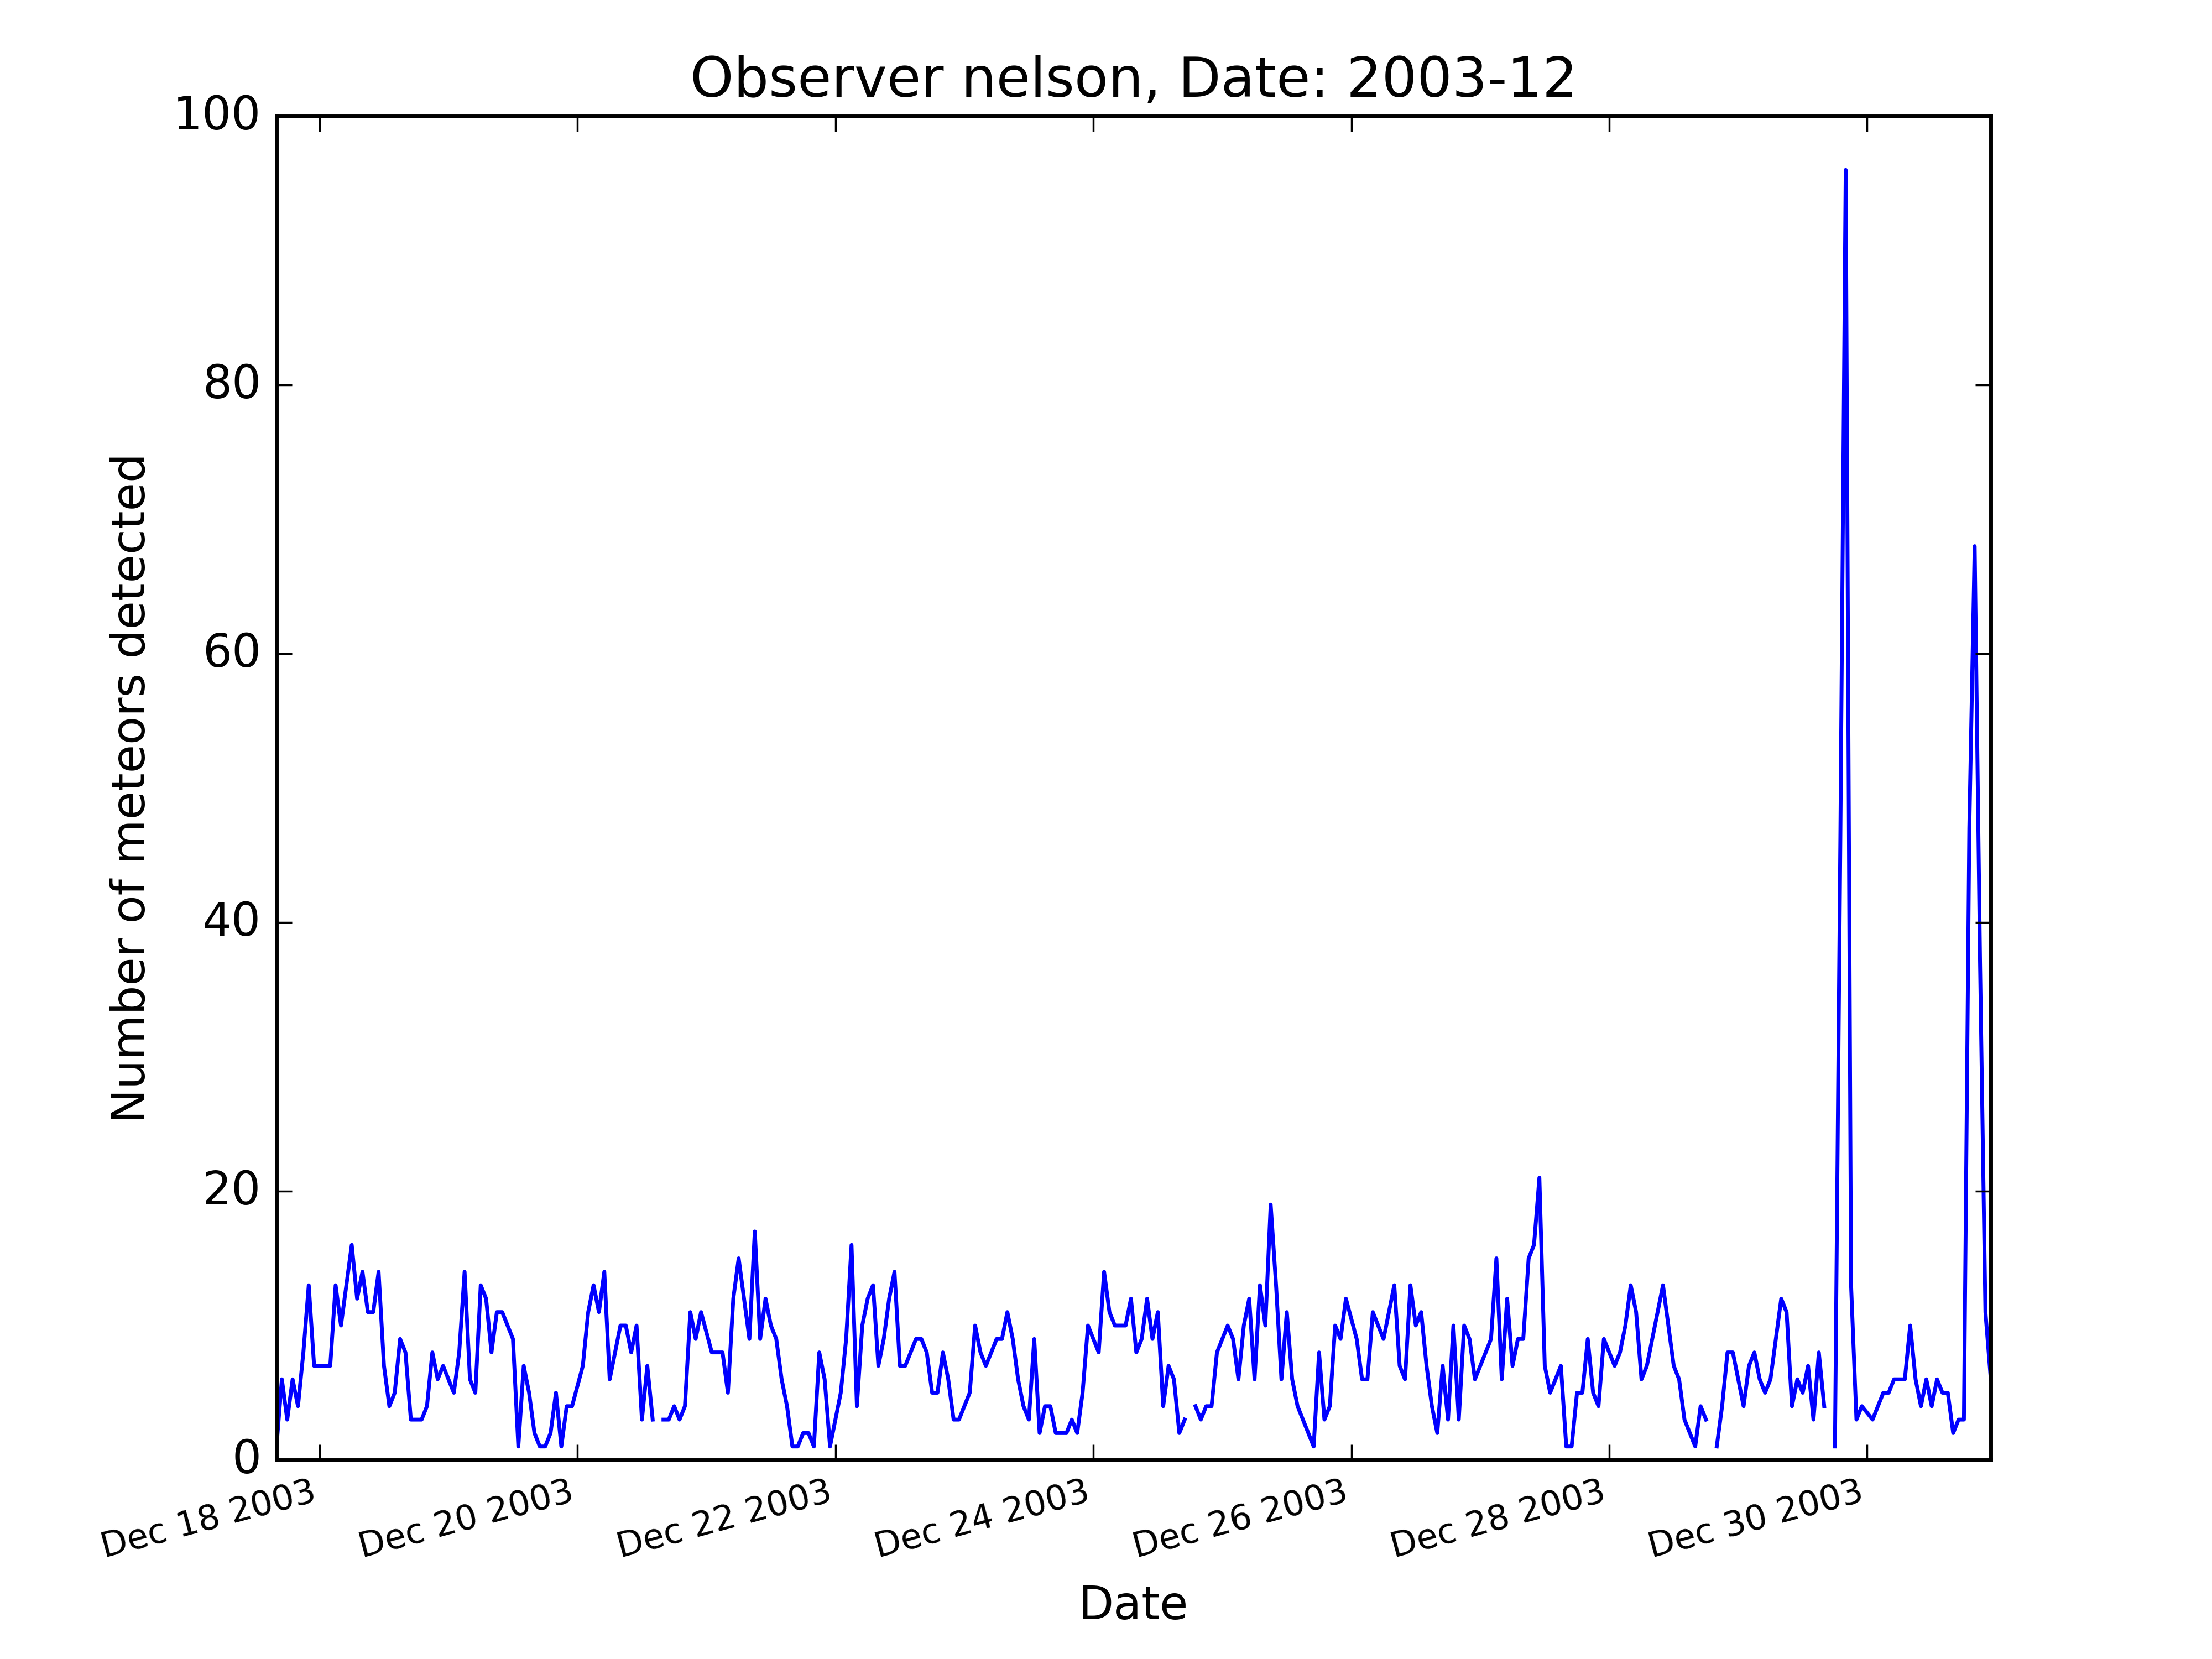 Observer nelson, Date: 2003-12
100
80
60
40
20
0
Number of meteors detected
Dec 18 2003
Dec 20 2003
Dec 22 2003
Dec 24 2003
Dec 26 2003
Dec 28 2003
Dec 30 2003
Date